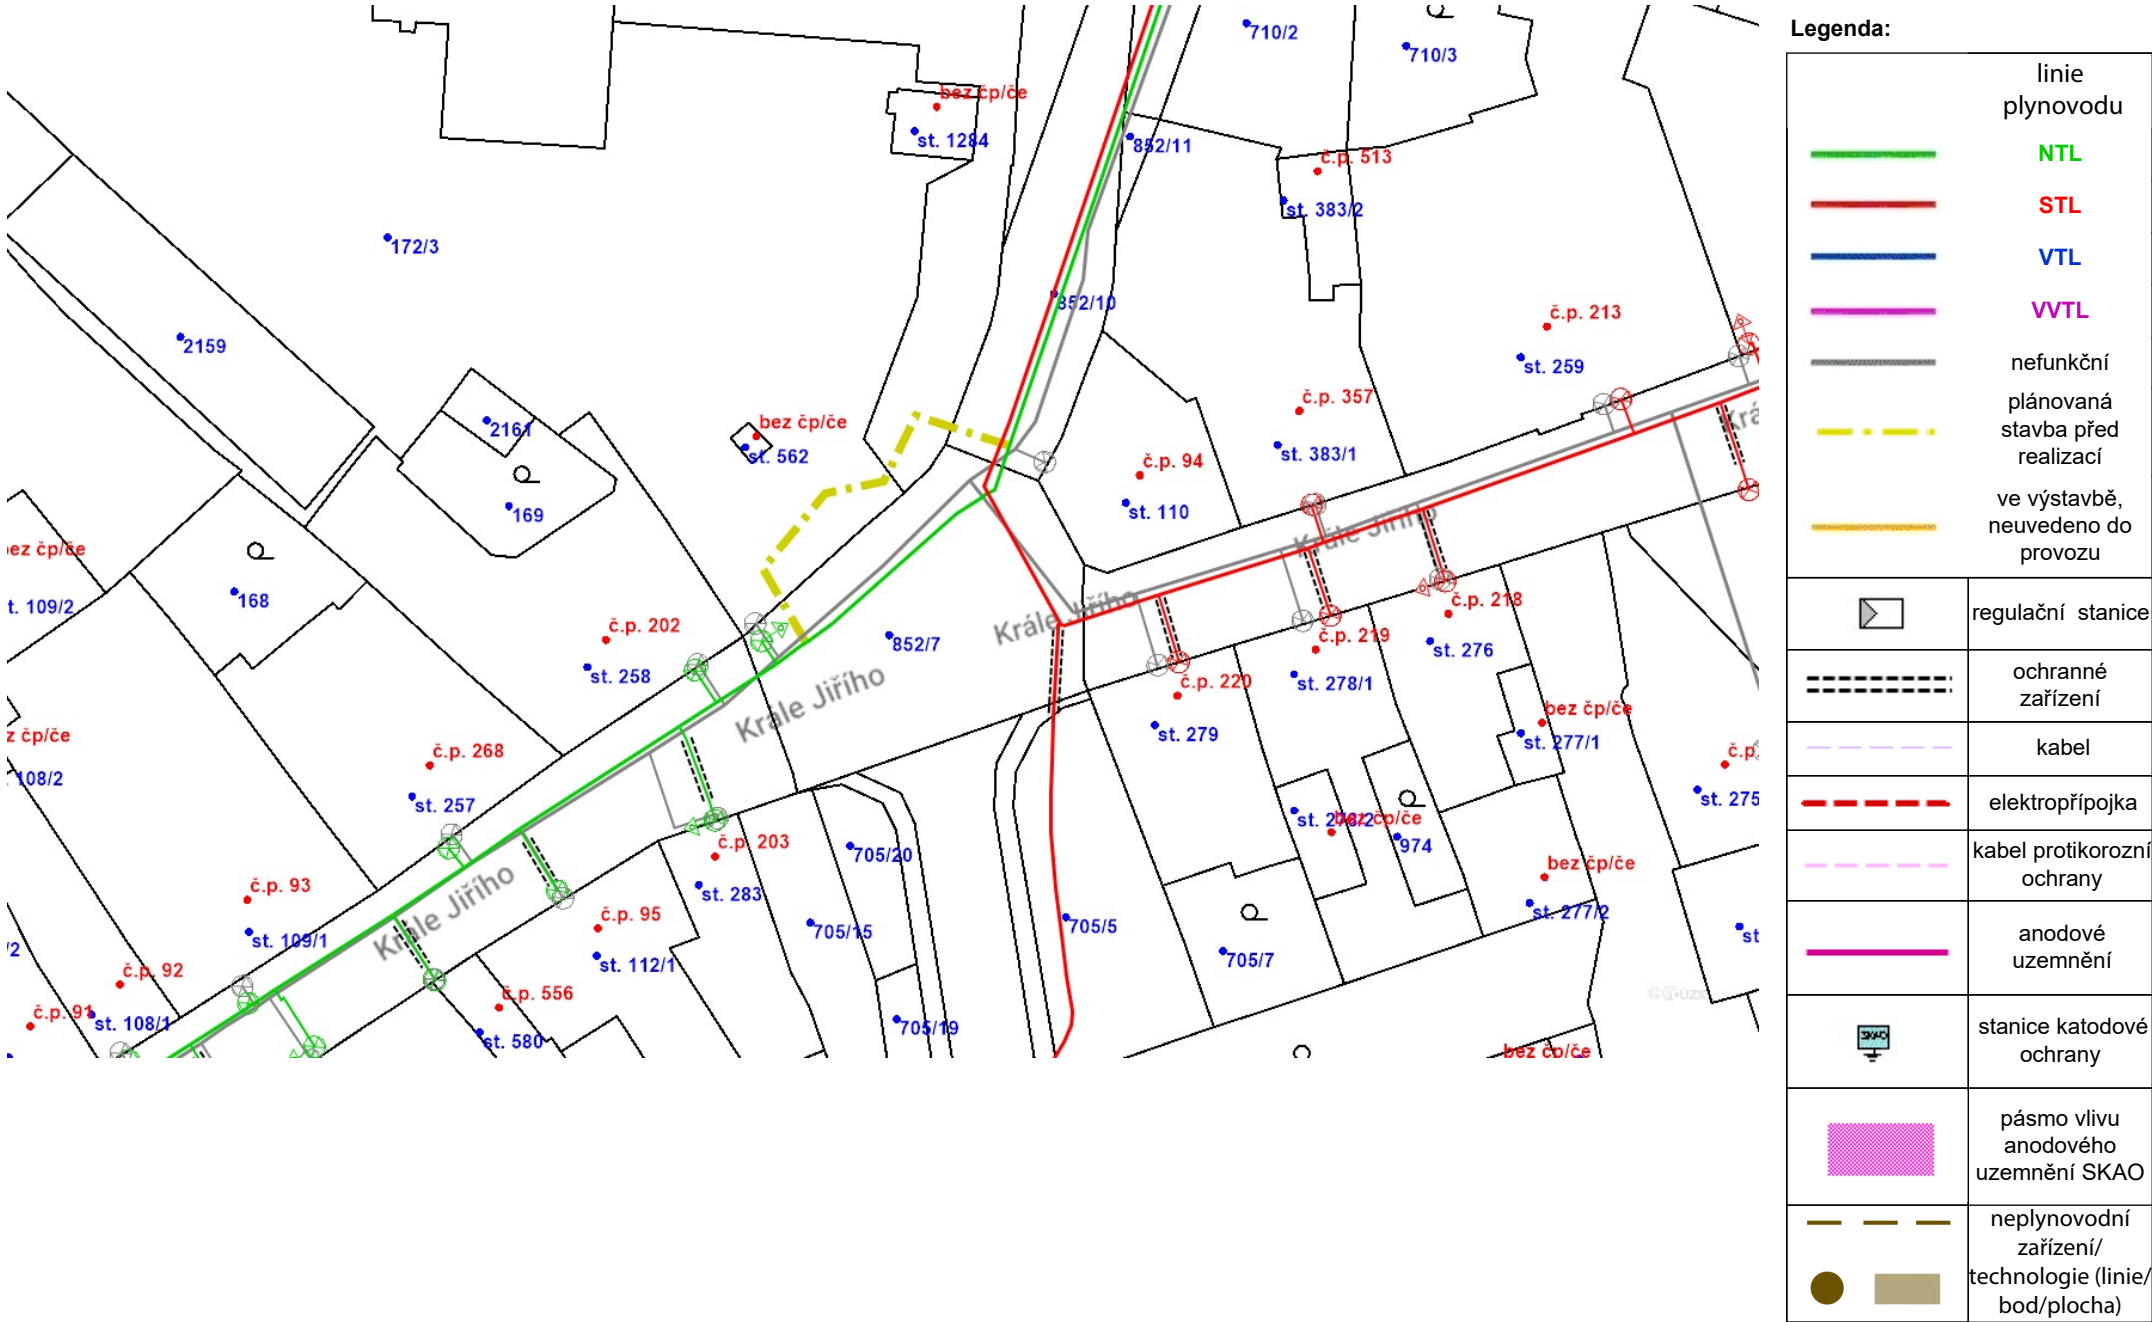 710/2
710/3
bez čp/če
st. 1284
852/11
č.p. 513
st. 383/2
172/3
852/10
č.p. 213
2159
st. 259
č.p. 357
bez čp/če
2161
st. 562
st. 383/1
č.p. 94
169
st. 110
Krále Jiřího
ez čp/če
168
t. 109/2
Krále Jiřího
č.p. 218
č.p. 202
852/7
č.p. 219
276
st. 258
st. 278/1
č.p. 220
Krále Jiřího
bez čp/če
z čp/če
st. 279
st. 277/1
č.p. 268
č.p.
108/2
st. 257
st. 275
st. 278/2
bez čp/če
č.p. 203
974
705/20
bez čp/če
č.p. 93
st. 283
Krále Jiřího
č.p. 95
st. 277/2
705/15
705/5
st. 109/1
st
/2
st. 112/1
705/7
č.p. 92
č.p. 556
č.p. 91
st. 108/1
705/19
st. 580
bez čp/če
Krá
Legenda:
linie
plynovodu
NTL
STL
VTL
VVTL
nefunkční
plánovaná
stavba před
realizací
ve výstavbě,
neuvedeno do
provozu
regulační stanice
ochranné
zařízení
kabel
elektropřípojka
kabel protikorozní
ochrany
anodové
uzemnění
SKAO
stanice katodové
ochrany
pásmo vlivu
anodového
uzemnění SKAO
neplynovodní
zařízení/
technologie (linie/
bod/plocha)